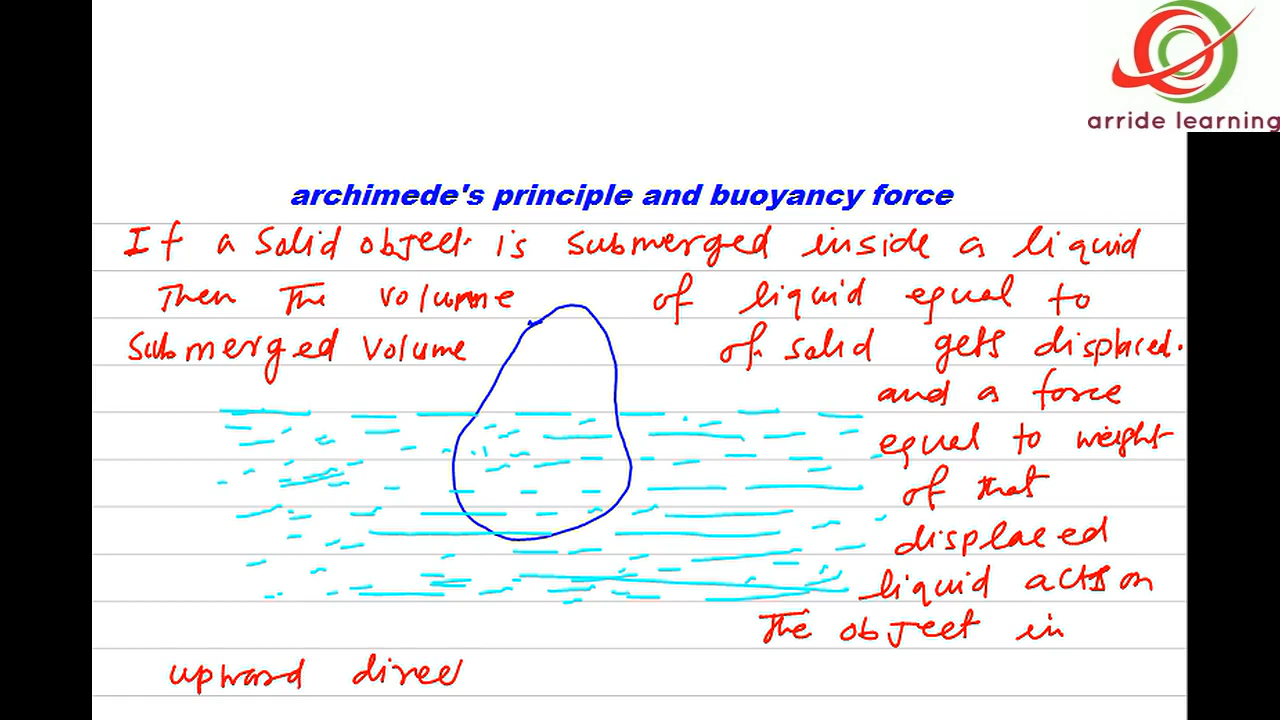 arride learning
archimede's principle and buoyancy force
If a solid object is submerged inside a liquid
Then The volume of liquid equal to
submerged volume of solid gets displaced.
and a force
equal to weight
of that
displaced
liquid acts on
The object in
upward direc